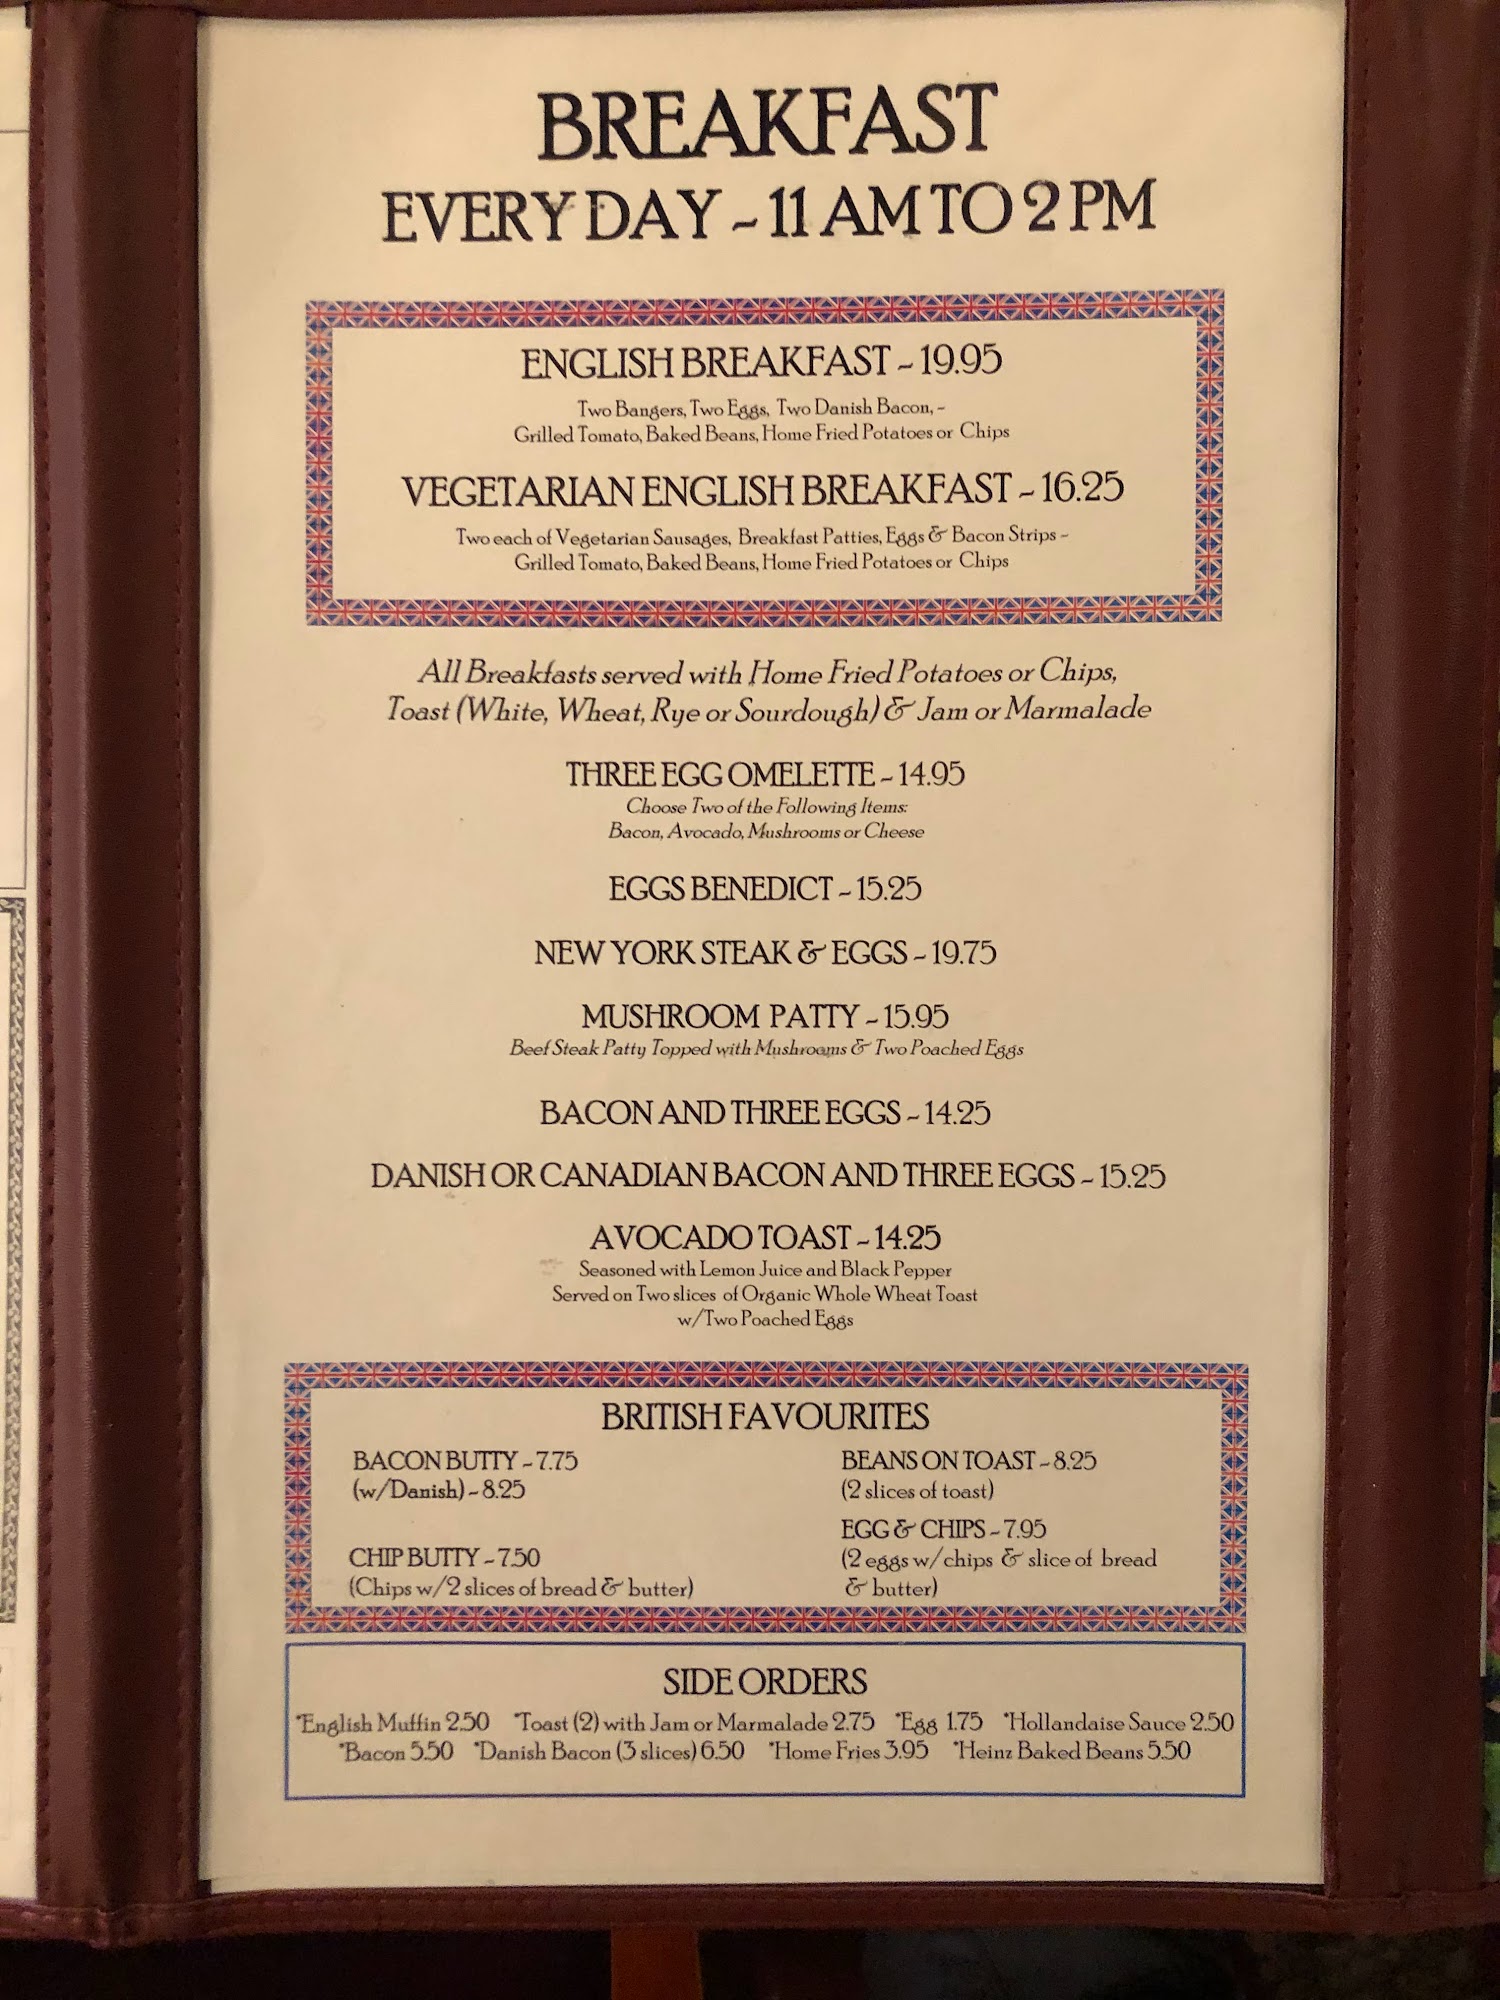 BREAKFAST
EVERY DAY ~ 11 AM TO 2 PM
ENGLISH BREAKFAST ~ 19.95
Two Bangers, Two Eggs, Two Danish Bacon, ~
Grilled Tomato, Baked Beans, Home Fried Potatoes or Chips
VEGETARIAN ENGLISH BREAKFAST ~ 16.25
Two each of Vegetarian Sausages, Breakfast Patties, Eggs & Bacon Strips ~
Grilled Tomato, Baked Beans, Home Fried Potatoes or Chips
All Breakfasts served with Home Fried Potatoes or Chips,
Toast (White, Wheat, Rye or Sourdough) & Jam or Marmalade
THREE EGG OMELETTE ~ 14.95
Choose Two of the Following Items:
Bacon, Avocado, Mushrooms or Cheese
EGGS BENEDICT ~ 15.25
NEW YORK STEAK & EGGS ~ 19.75
MUSHROOM PATTY ~ 15.95
Beef Steak Patty Topped with Mushrooms & Two Poached Eggs
BACON AND THREE EGGS ~ 14.25
DANISH OR CANADIAN BACON AND THREE EGGS ~ 15.25
AVOCADO TOAST ~ 14.25
Seasoned with Lemon Juice and Black Pepper
Served on Two slices of Organic Whole Wheat Toast
w/Two Poached Eggs
BRITISH FAVOURITES
BACON BUTTY ~ 7.75
(w/Danish) ~ 8.25
CHIP BUTTY ~ 7.50
(Chips w/2 slices of bread & butter)
BEANS ON TOAST ~ 8.25
(2 slices of toast)
EGG & CHIPS ~ 7.95
(2 eggs w/chips & slice of bread
& butter)
SIDE ORDERS
*English Muffin 2.50 *Toast (2) with Jam or Marmalade 2.75 *Egg 1.75 *Hollandaise Sauce 2.50
*Bacon 5.50 *Danish Bacon (3 slices) 6.50 *Home Fries 3.95 *Heinz Baked Beans 5.50